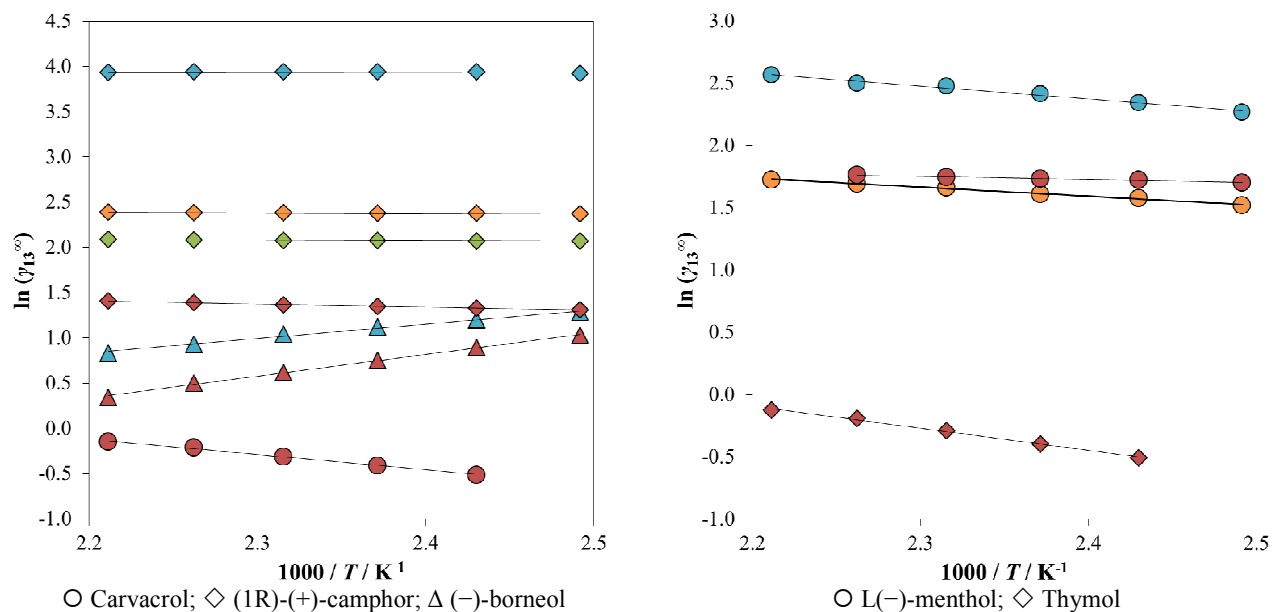 4.5
4.0
3.5
3.0
2.5
2.0
1.5
1.0
0.5
0.0
-0.5
-1.0
ln (γ13∞)
2.2 2.3 2.4 2.5
1000 / T / K-1
○ Carvacrol; ◇ (1R)-(+)-camphor; Δ (−)-borneol
3.0
2.5
2.0
1.5
1.0
0.5
0.0
-0.5
-1.0
ln (γ13∞)
2.2 2.3 2.4 2.5
1000 / T / K-1
○ L(−)-menthol; ◇ Thymol